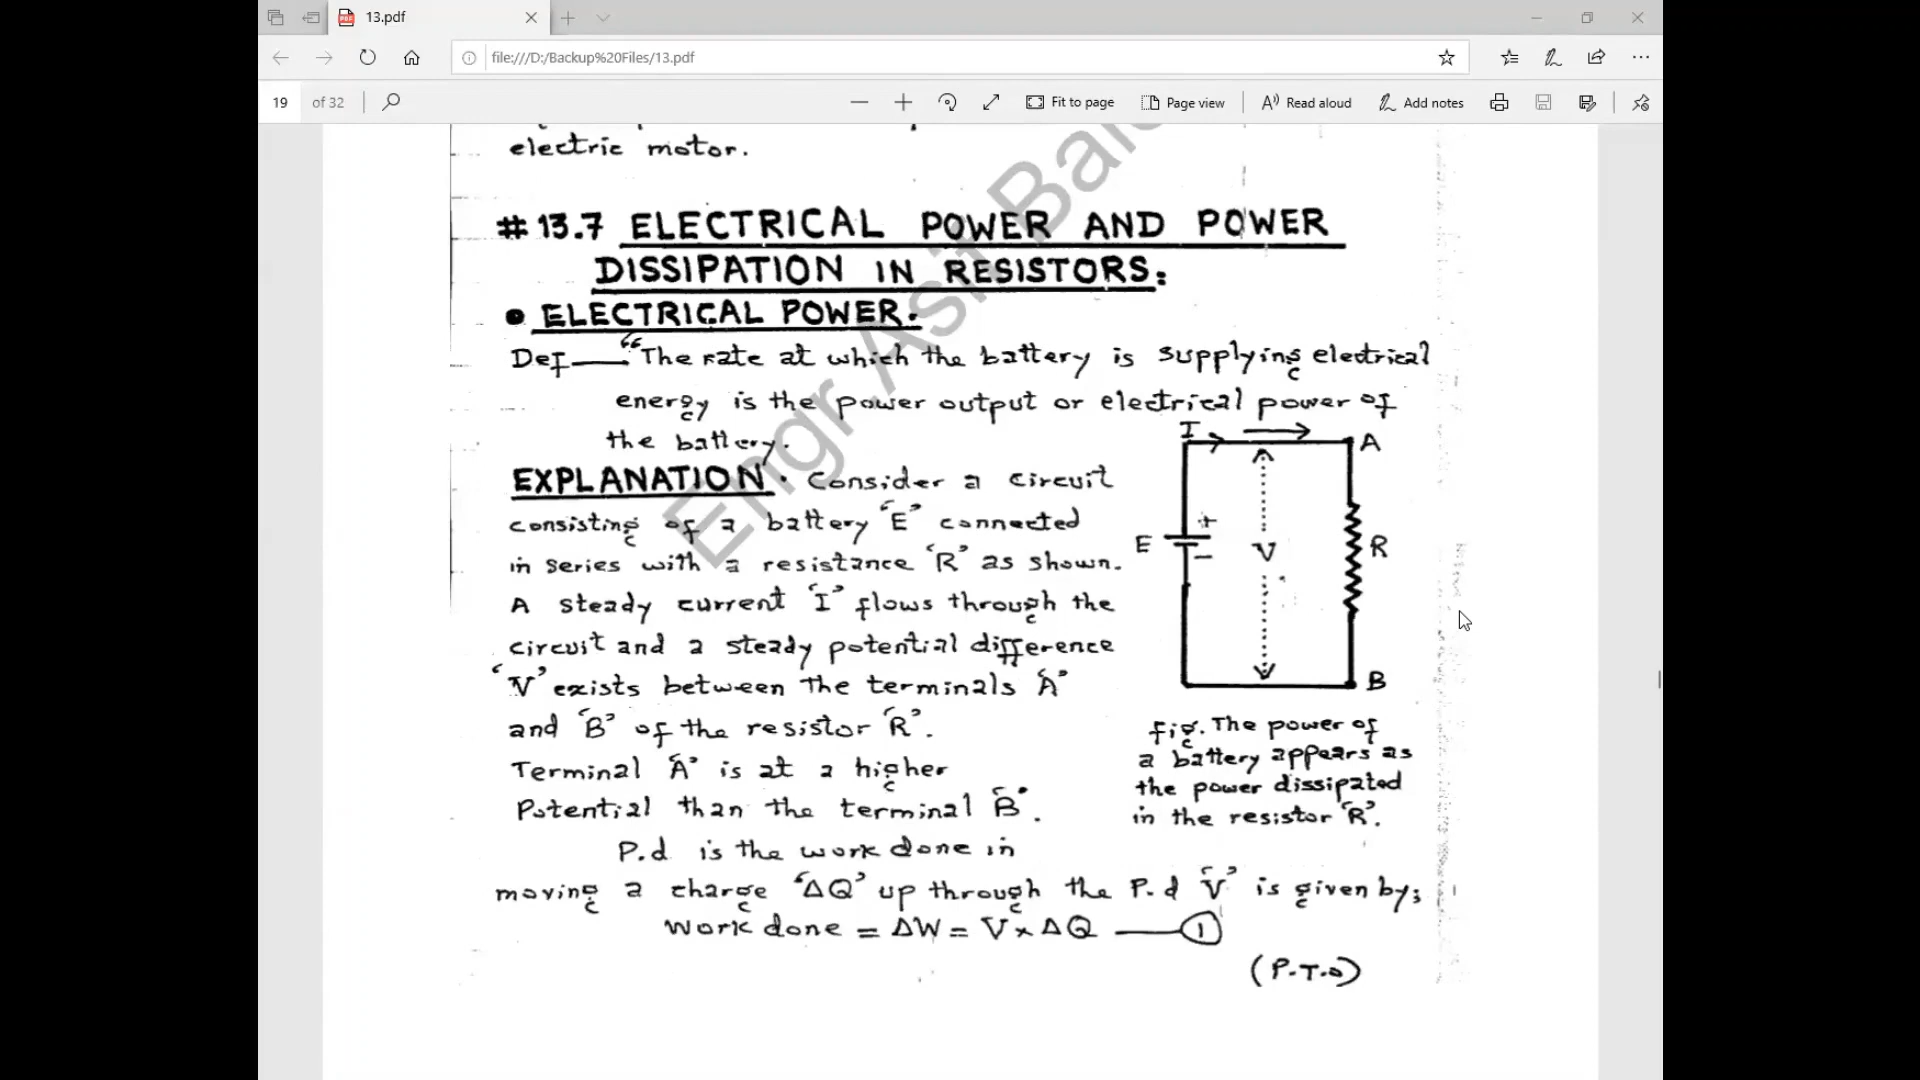 13.pdf
file:///D:/Backup%20Files/13.pdf
19 of 32
Fit to page
Page view
Read aloud
Add notes
electric motor.
# 13.7 ELECTRICAL POWER AND POWER
DISSIPATION IN RESISTORS:
• ELECTRICAL POWER.
Def — "The rate at which the battery is supplying electrical
energy is the power output or electrical power of
the battery.
EXPLANATION. Consider a circuit
consisting of a battery 'E' connected
in series with a resistance 'R' as shown.
A steady current 'I' flows through the
circuit and a steady potential difference
'V' exists between the terminals 'A'
and 'B' of the resistor 'R'.
Terminal 'A' is at a higher
Potential than the terminal 'B'.
P.d is the work done in
moving a charge 'ΔQ' up through the P.d 'V' is given by;
Work done = ΔW = V × ΔQ — 1
(P.T.O)
I
A
E
+
−
V
R
B
fig. The power of
a battery appears as
the power dissipated
in the resistor 'R'.
Engr. Asif